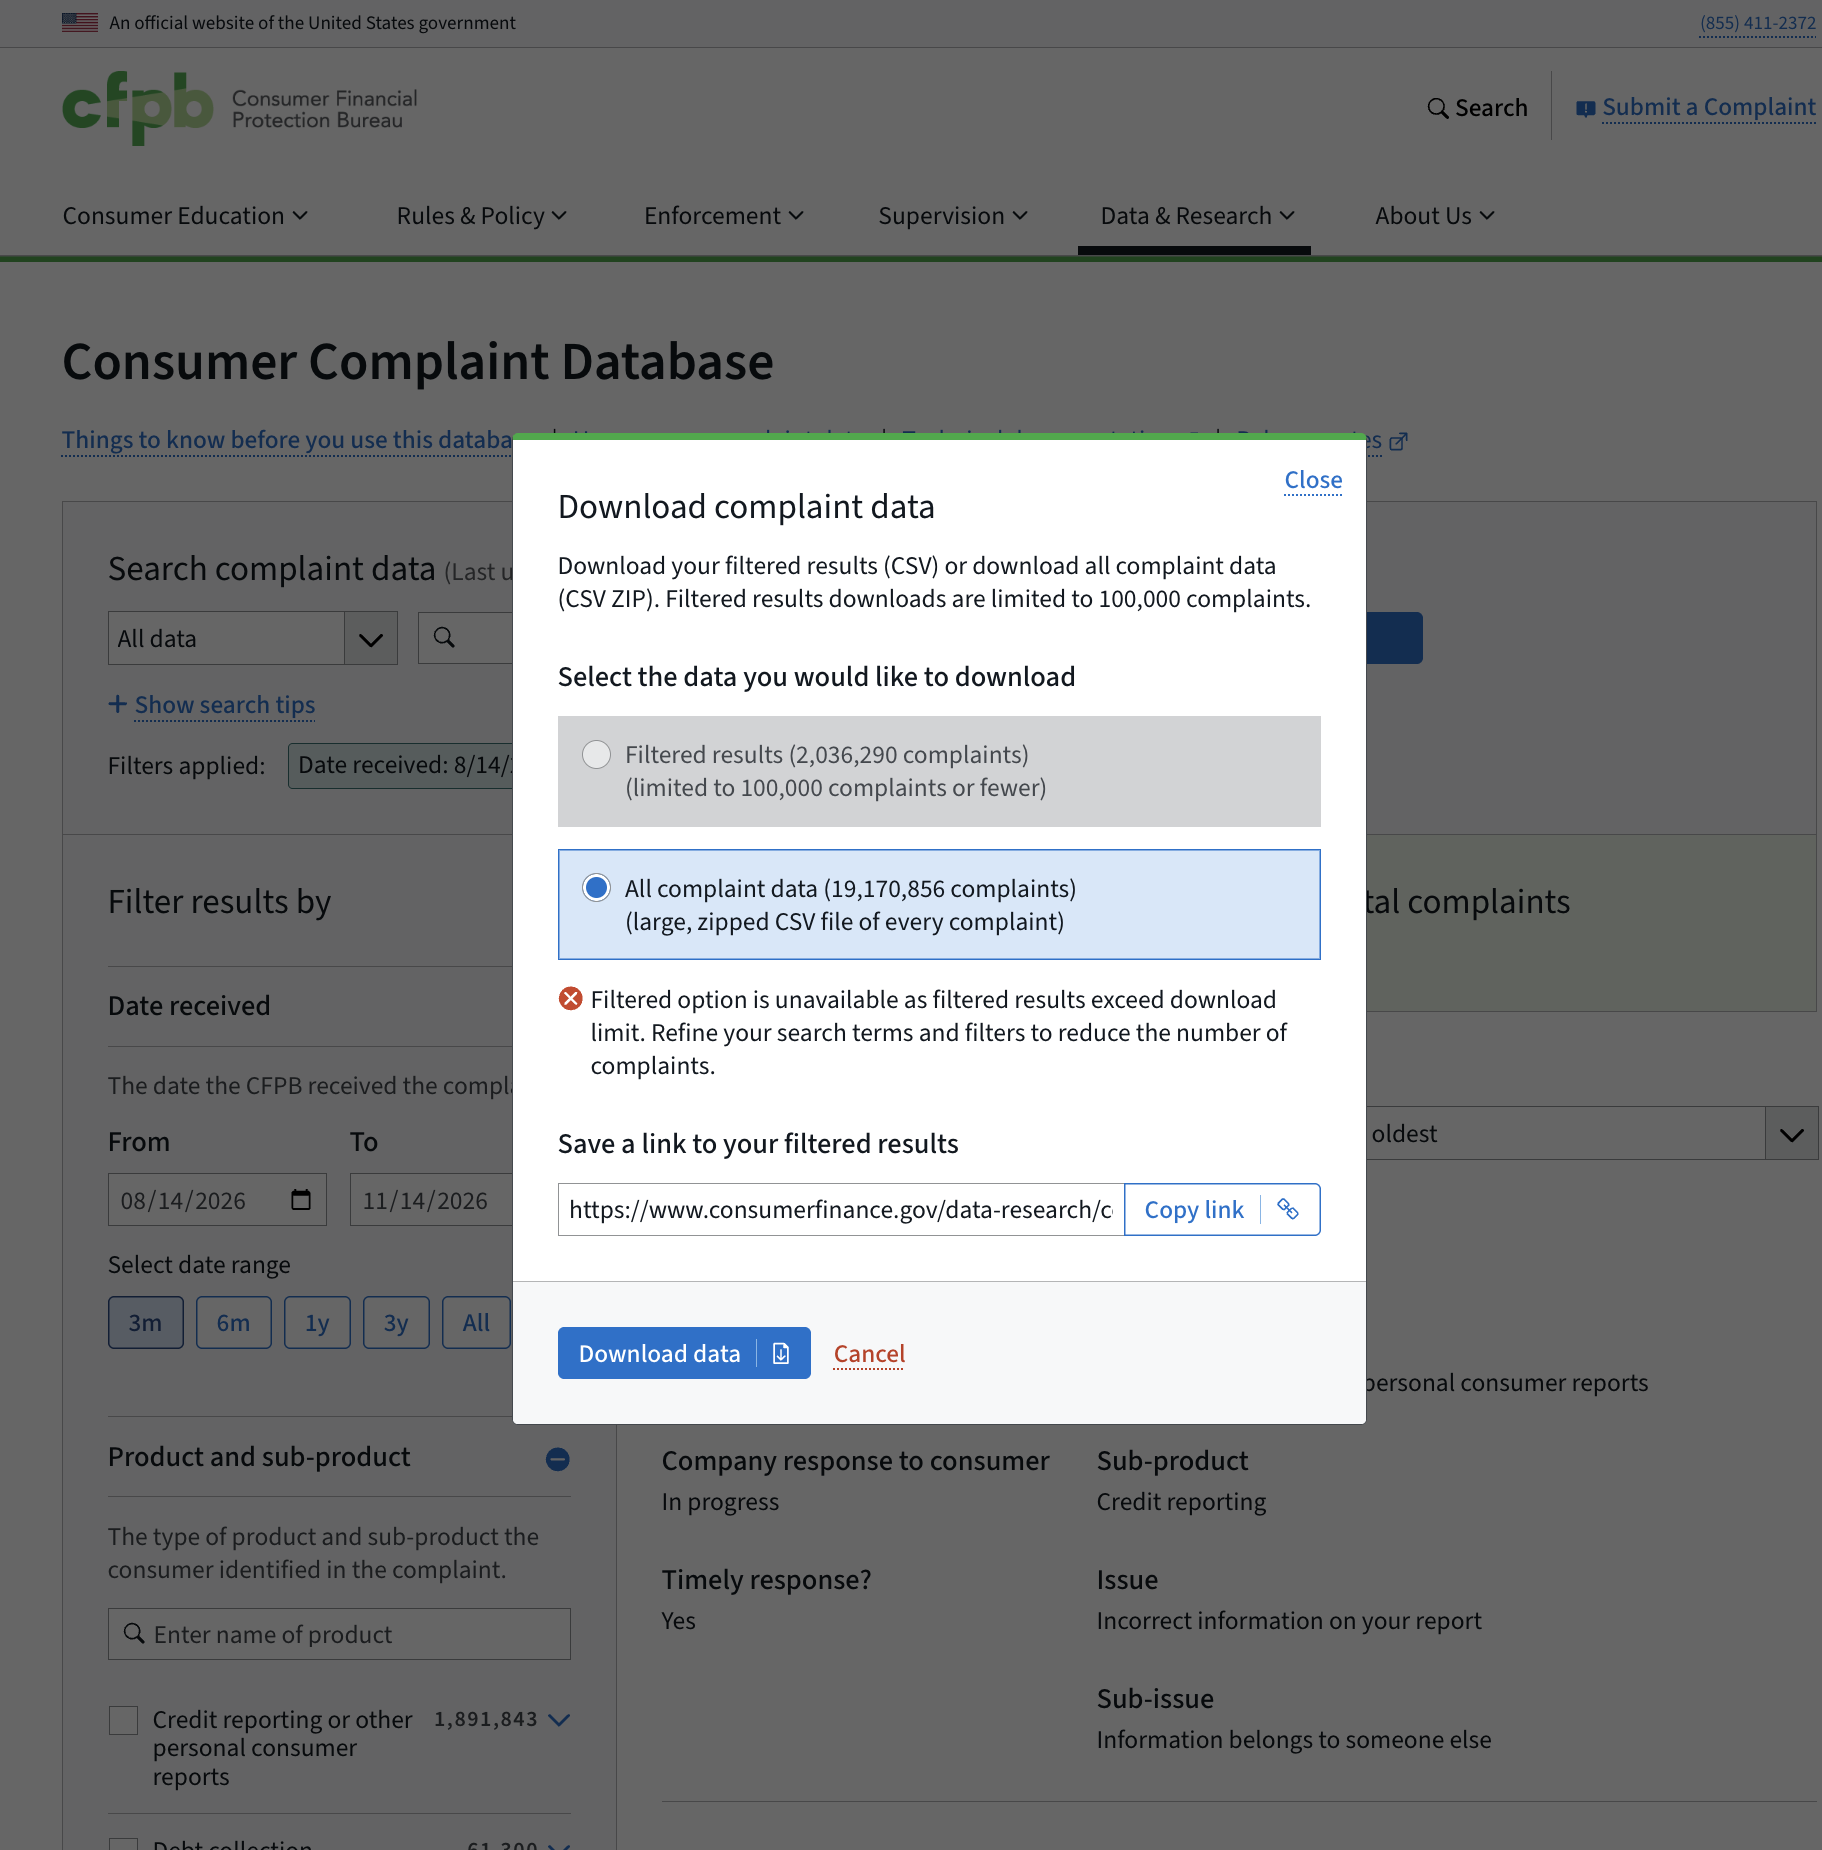 An official website of the United States government
(855) 411-2372
cfpb
Consumer Financial
Protection Bureau
Search
Submit a Complaint
Consumer Education
Rules & Policy
Enforcement
Supervision
Data & Research
About Us
Consumer Complaint Database
Things to know before you use this databa
es
Search complaint data (Last u
All data
+ Show search tips
Filters applied:
Date received: 8/14/
Filter results by
Date received
The date the CFPB received the compl
From
To
08/14/2026
11/14/2026
Select date range
3m
6m
1y
3y
All
Product and sub-product
The type of product and sub-product the
consumer identified in the complaint.
Enter name of product
Credit reporting or other
personal consumer
reports
1,891,843
Debt collection
61,300
Close
Download complaint data
Download your filtered results (CSV) or download all complaint data
(CSV ZIP). Filtered results downloads are limited to 100,000 complaints.
Select the data you would like to download
Filtered results (2,036,290 complaints)
(limited to 100,000 complaints or fewer)
All complaint data (19,170,856 complaints)
(large, zipped CSV file of every complaint)
Filtered option is unavailable as filtered results exceed download
limit. Refine your search terms and filters to reduce the number of
complaints.
Save a link to your filtered results
https://www.consumerfinance.gov/data-research/c
Copy link
Download data
Cancel
tal complaints
oldest
personal consumer reports
Company response to consumer
In progress
Sub-product
Credit reporting
Timely response?
Yes
Issue
Incorrect information on your report
Sub-issue
Information belongs to someone else